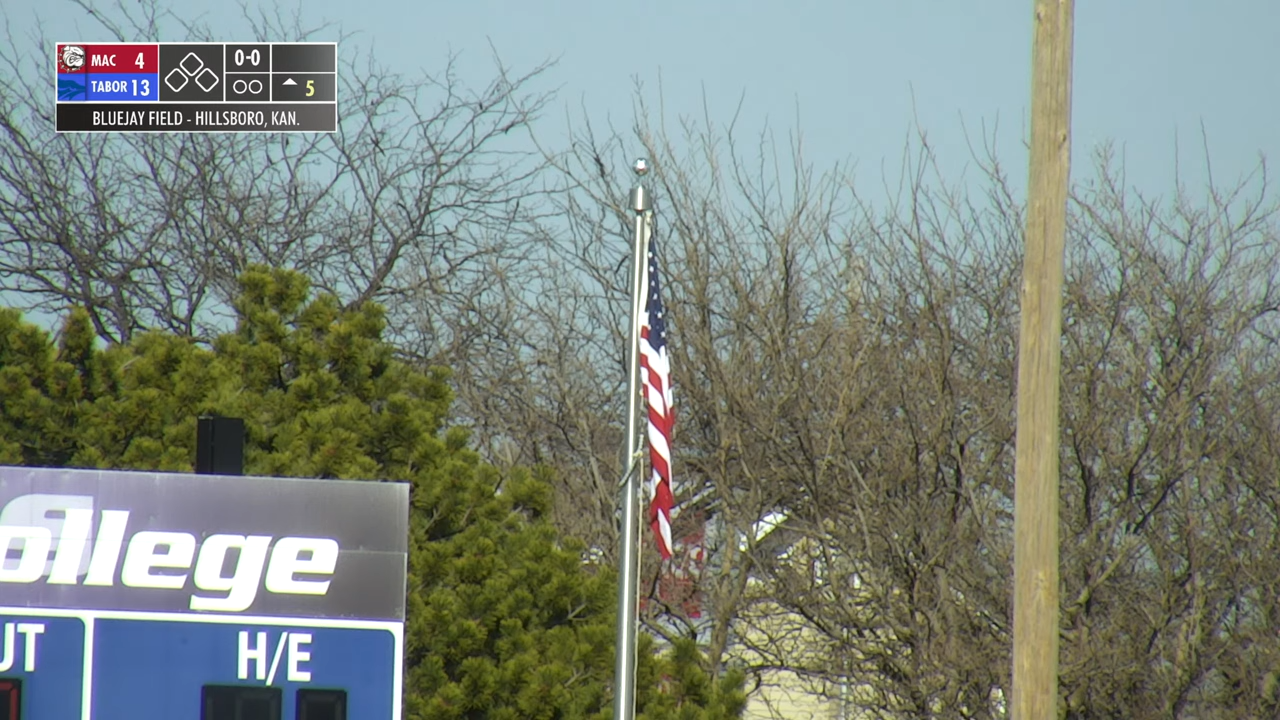 MAC 4
0-0
TABOR 13
5
BLUEJAY FIELD - HILLSBORO, KAN.
ollege
UT
H/E